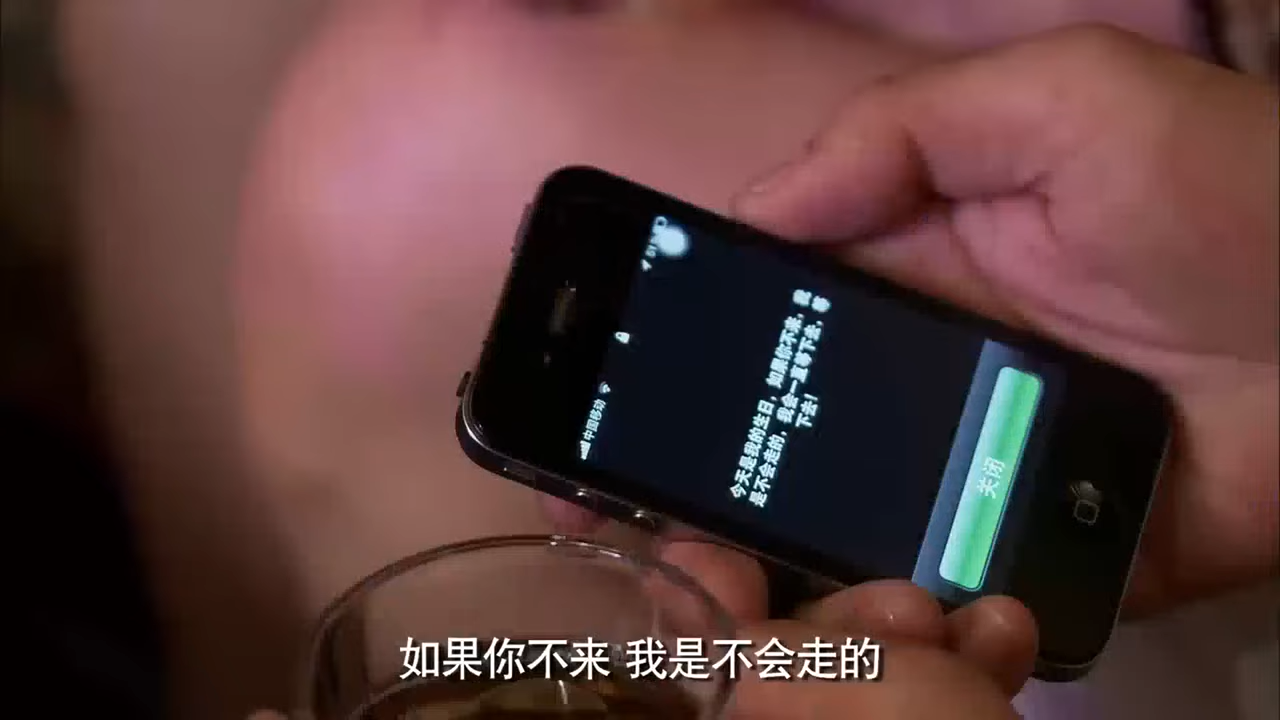 中国移动
今天是我的生日，如果你不来，我
是不会走的，我会一直等下去，等
下去！
关闭
如果你不来 我是不会走的